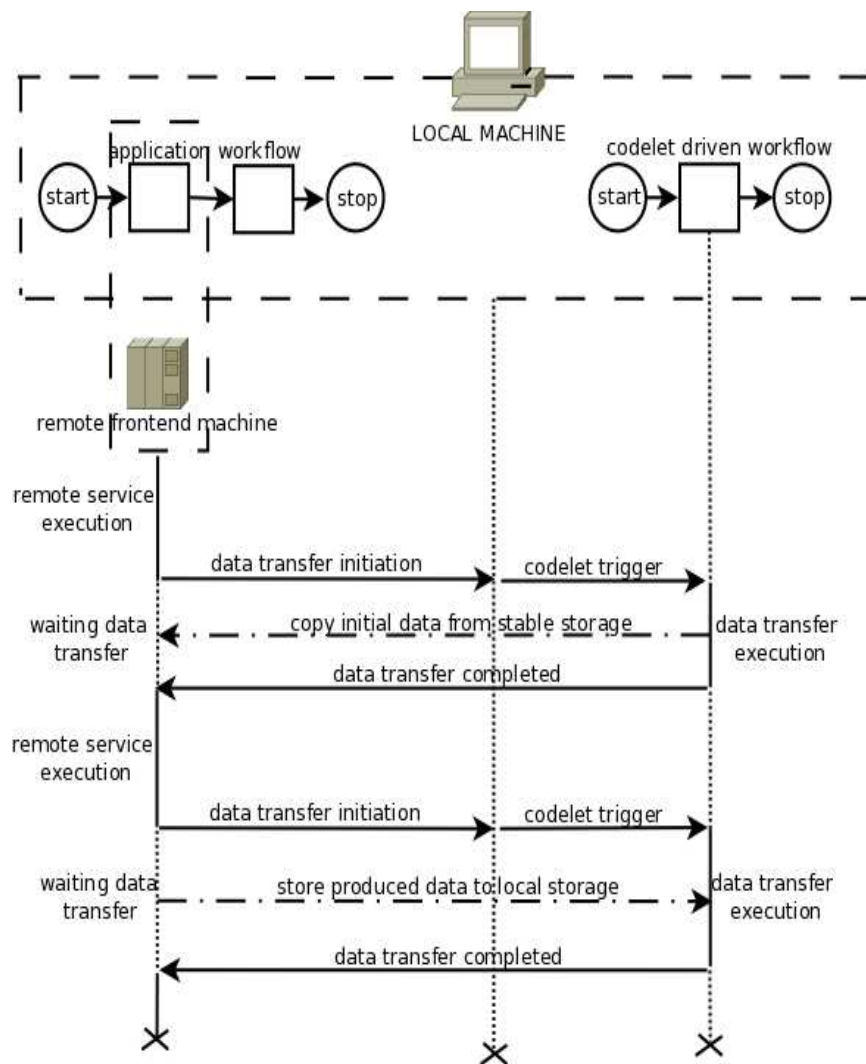 LOCAL MACHINE
application workflow
codelet driven workflow
start
stop
start
stop
remote frontend machine
remote service
execution
data transfer initiation
codelet trigger
waiting data
transfer
copy initial data from stable storage
data transfer
execution
data transfer completed
remote service
execution
data transfer initiation
codelet trigger
waiting data
transfer
store produced data to local storage
data transfer
execution
data transfer completed